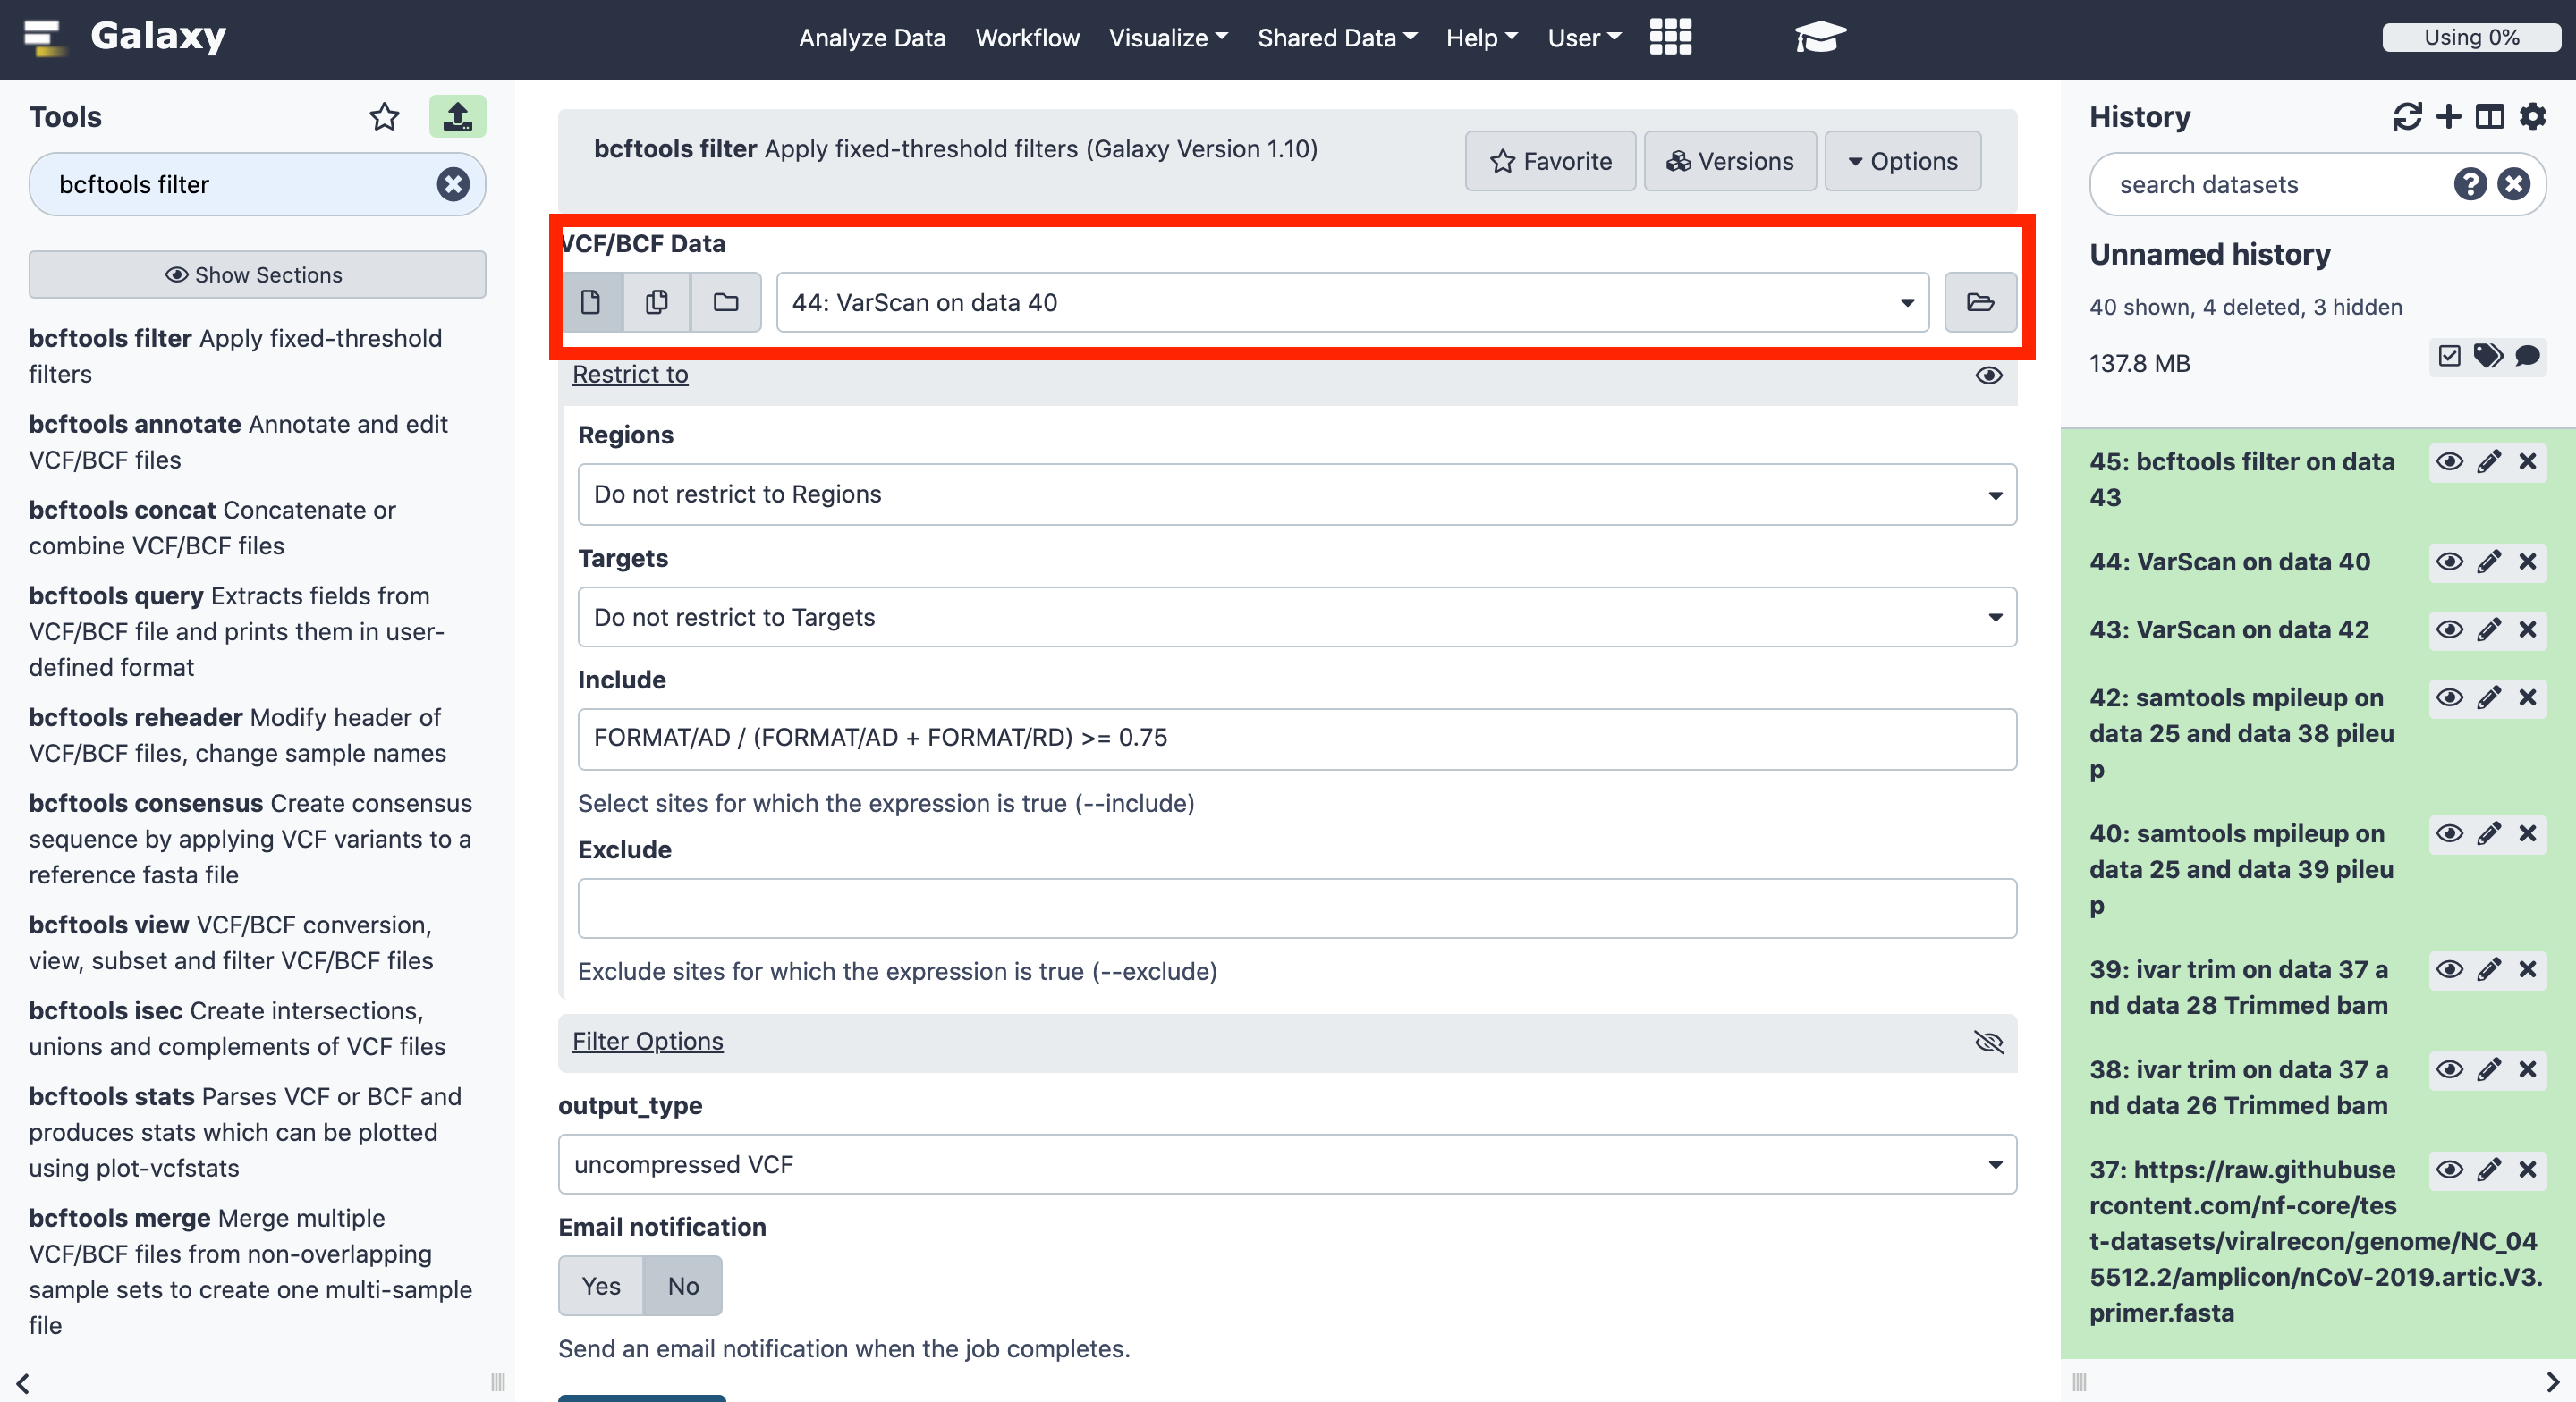 Galaxy
Analyze Data
Workflow
Visualize
Shared Data
Help
User
Using 0%
Tools
bcftools filter
Show Sections
bcftools filter Apply fixed-threshold
filters
bcftools annotate Annotate and edit
VCF/BCF files
bcftools concat Concatenate or
combine VCF/BCF files
bcftools query Extracts fields from
VCF/BCF file and prints them in user-
defined format
bcftools reheader Modify header of
VCF/BCF files, change sample names
bcftools consensus Create consensus
sequence by applying VCF variants to a
reference fasta file
bcftools view VCF/BCF conversion,
view, subset and filter VCF/BCF files
bcftools isec Create intersections,
unions and complements of VCF files
bcftools stats Parses VCF or BCF and
produces stats which can be plotted
using plot-vcfstats
bcftools merge Merge multiple
VCF/BCF files from non-overlapping
sample sets to create one multi-sample
file
bcftools filter Apply fixed-threshold filters (Galaxy Version 1.10)
Favorite
Versions
Options
VCF/BCF Data
44: VarScan on data 40
Restrict to
Regions
Do not restrict to Regions
Targets
Do not restrict to Targets
Include
FORMAT/AD / (FORMAT/AD + FORMAT/RD) >= 0.75
Select sites for which the expression is true (--include)
Exclude
Exclude sites for which the expression is true (--exclude)
Filter Options
output_type
uncompressed VCF
Email notification
Yes
No
Send an email notification when the job completes.
History
search datasets
Unnamed history
40 shown, 4 deleted, 3 hidden
137.8 MB
45: bcftools filter on data
43
44: VarScan on data 40
43: VarScan on data 42
42: samtools mpileup on
data 25 and data 38 pileu
p
40: samtools mpileup on
data 25 and data 39 pileu
p
39: ivar trim on data 37 a
nd data 28 Trimmed bam
38: ivar trim on data 37 a
nd data 26 Trimmed bam
37: https://raw.githubuse
rcontent.com/nf-core/tes
t-datasets/viralrecon/genome/NC_04
5512.2/amplicon/nCoV-2019.artic.V3.
primer.fasta